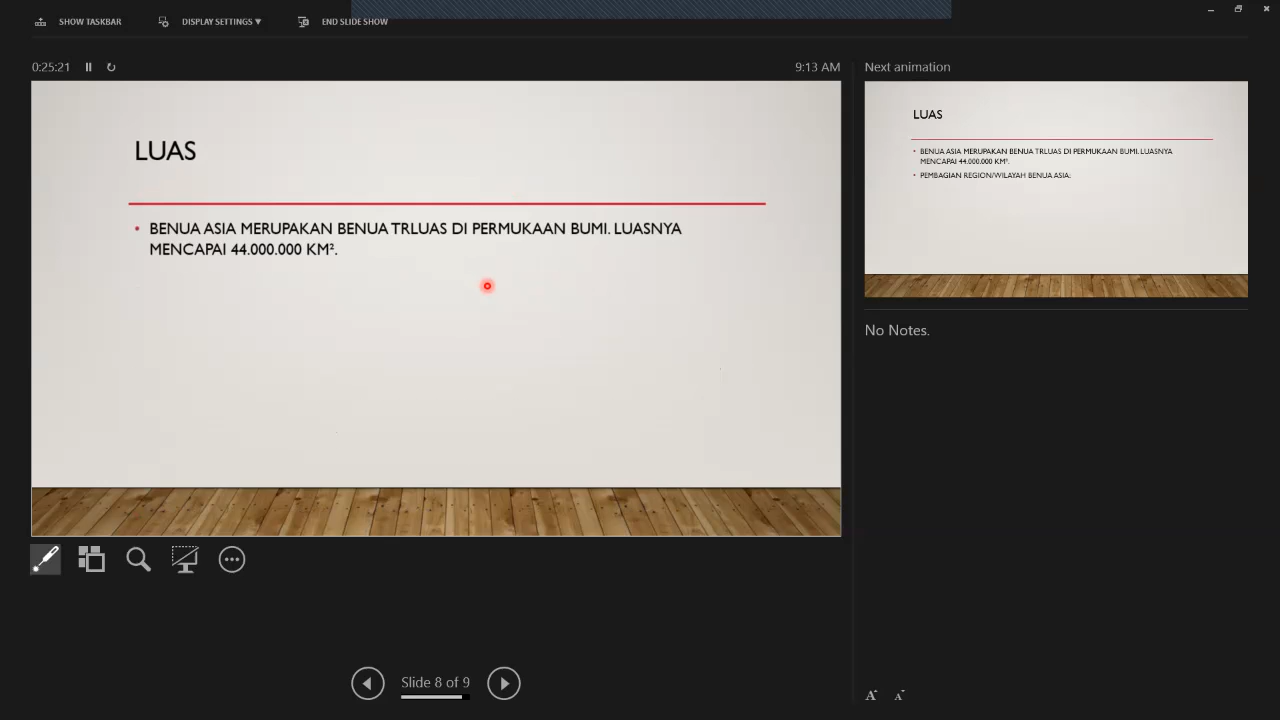 SHOW TASKBAR
DISPLAY SETTINGS ▼
END SLIDE SHOW
0:25:21
9:13 AM
LUAS
• BENUA ASIA MERUPAKAN BENUA TRLUAS DI PERMUKAAN BUMI. LUASNYA
MENCAPAI 44.000.000 KM².
Slide 8 of 9
Next animation
LUAS
• BENUA ASIA MERUPAKAN BENUA TRLUAS DI PERMUKAAN BUMI. LUASNYA
MENCAPAI 44.000.000 KM².
• PEMBAGIAN REGION/WILAYAH BENUA ASIA:
No Notes.
A A